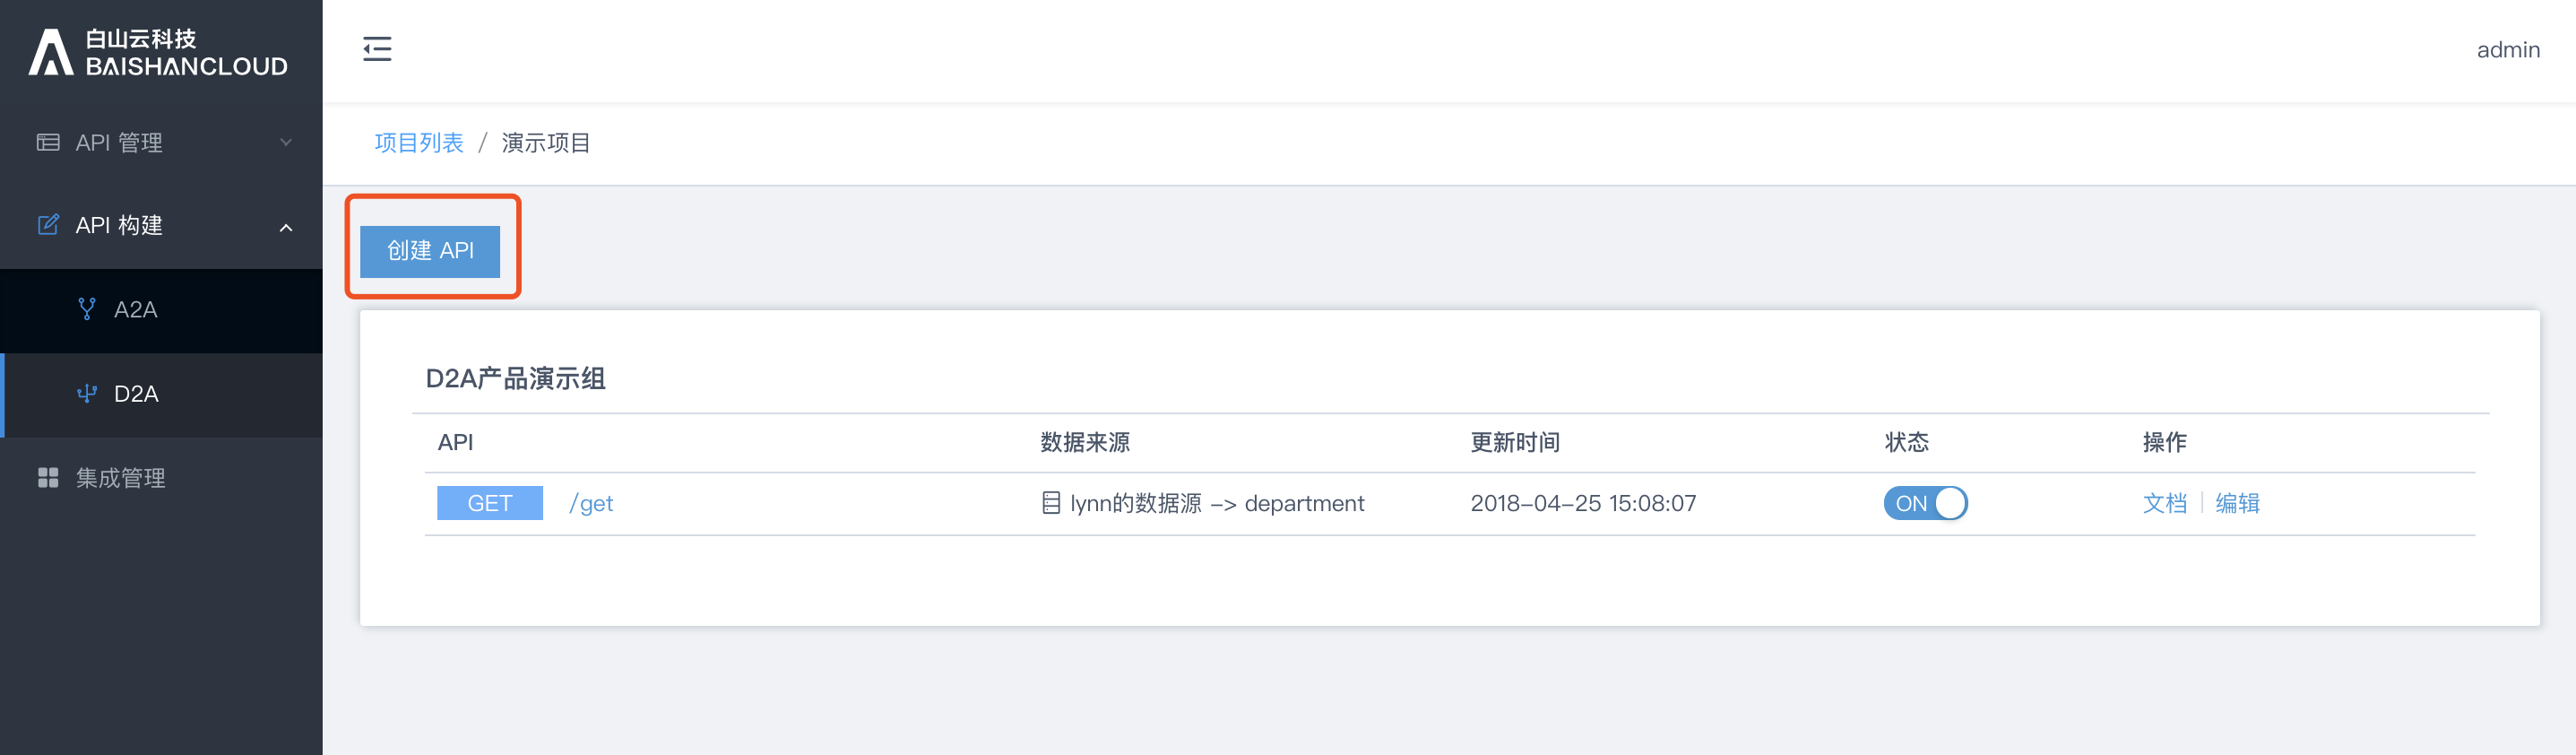 白山云科技
BAISHANCLOUD
admin
API 管理
项目列表 / 演示项目
API 构建
创建 API
A2A
D2A
集成管理
D2A产品演示组
API 数据来源 更新时间 状态 操作
GET /get lynn的数据源 -> department 2018-04-25 15:08:07 ON 文档 编辑